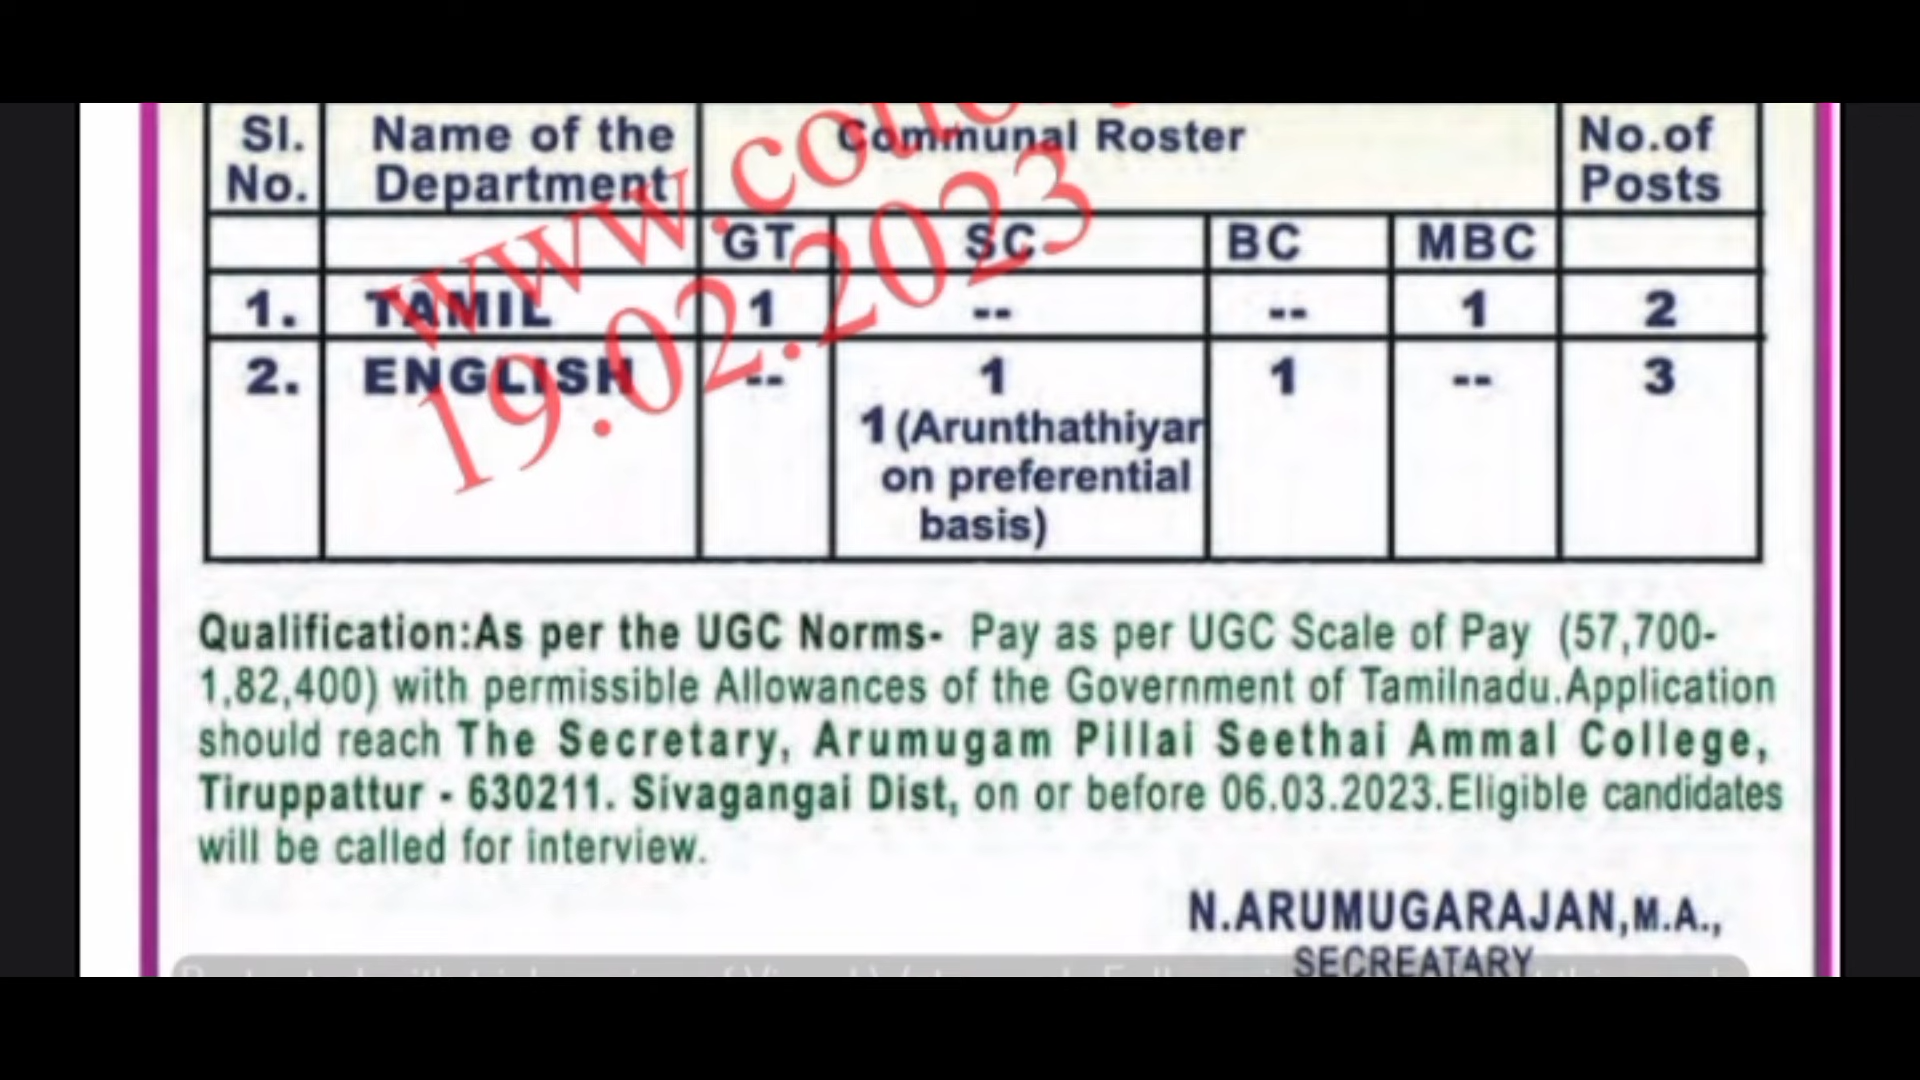 Sl. Name of the Communal Roster No.of
No. Department Posts
GT SC BC MBC
1. TAMIL 1 -- -- 1 2
2. ENGLISH -- 1 1 -- 3
1 (Arunthathiyar
on preferential
basis)
www.
19.02.2023
Qualification:As per the UGC Norms- Pay as per UGC Scale of Pay (57,700-
1,82,400) with permissible Allowances of the Government of Tamilnadu.Application
should reach The Secretary, Arumugam Pillai Seethai Ammal College,
Tiruppattur - 630211. Sivagangai Dist, on or before 06.03.2023.Eligible candidates
will be called for interview.
N.ARUMUGARAJAN,M.A.,
SECREATARY